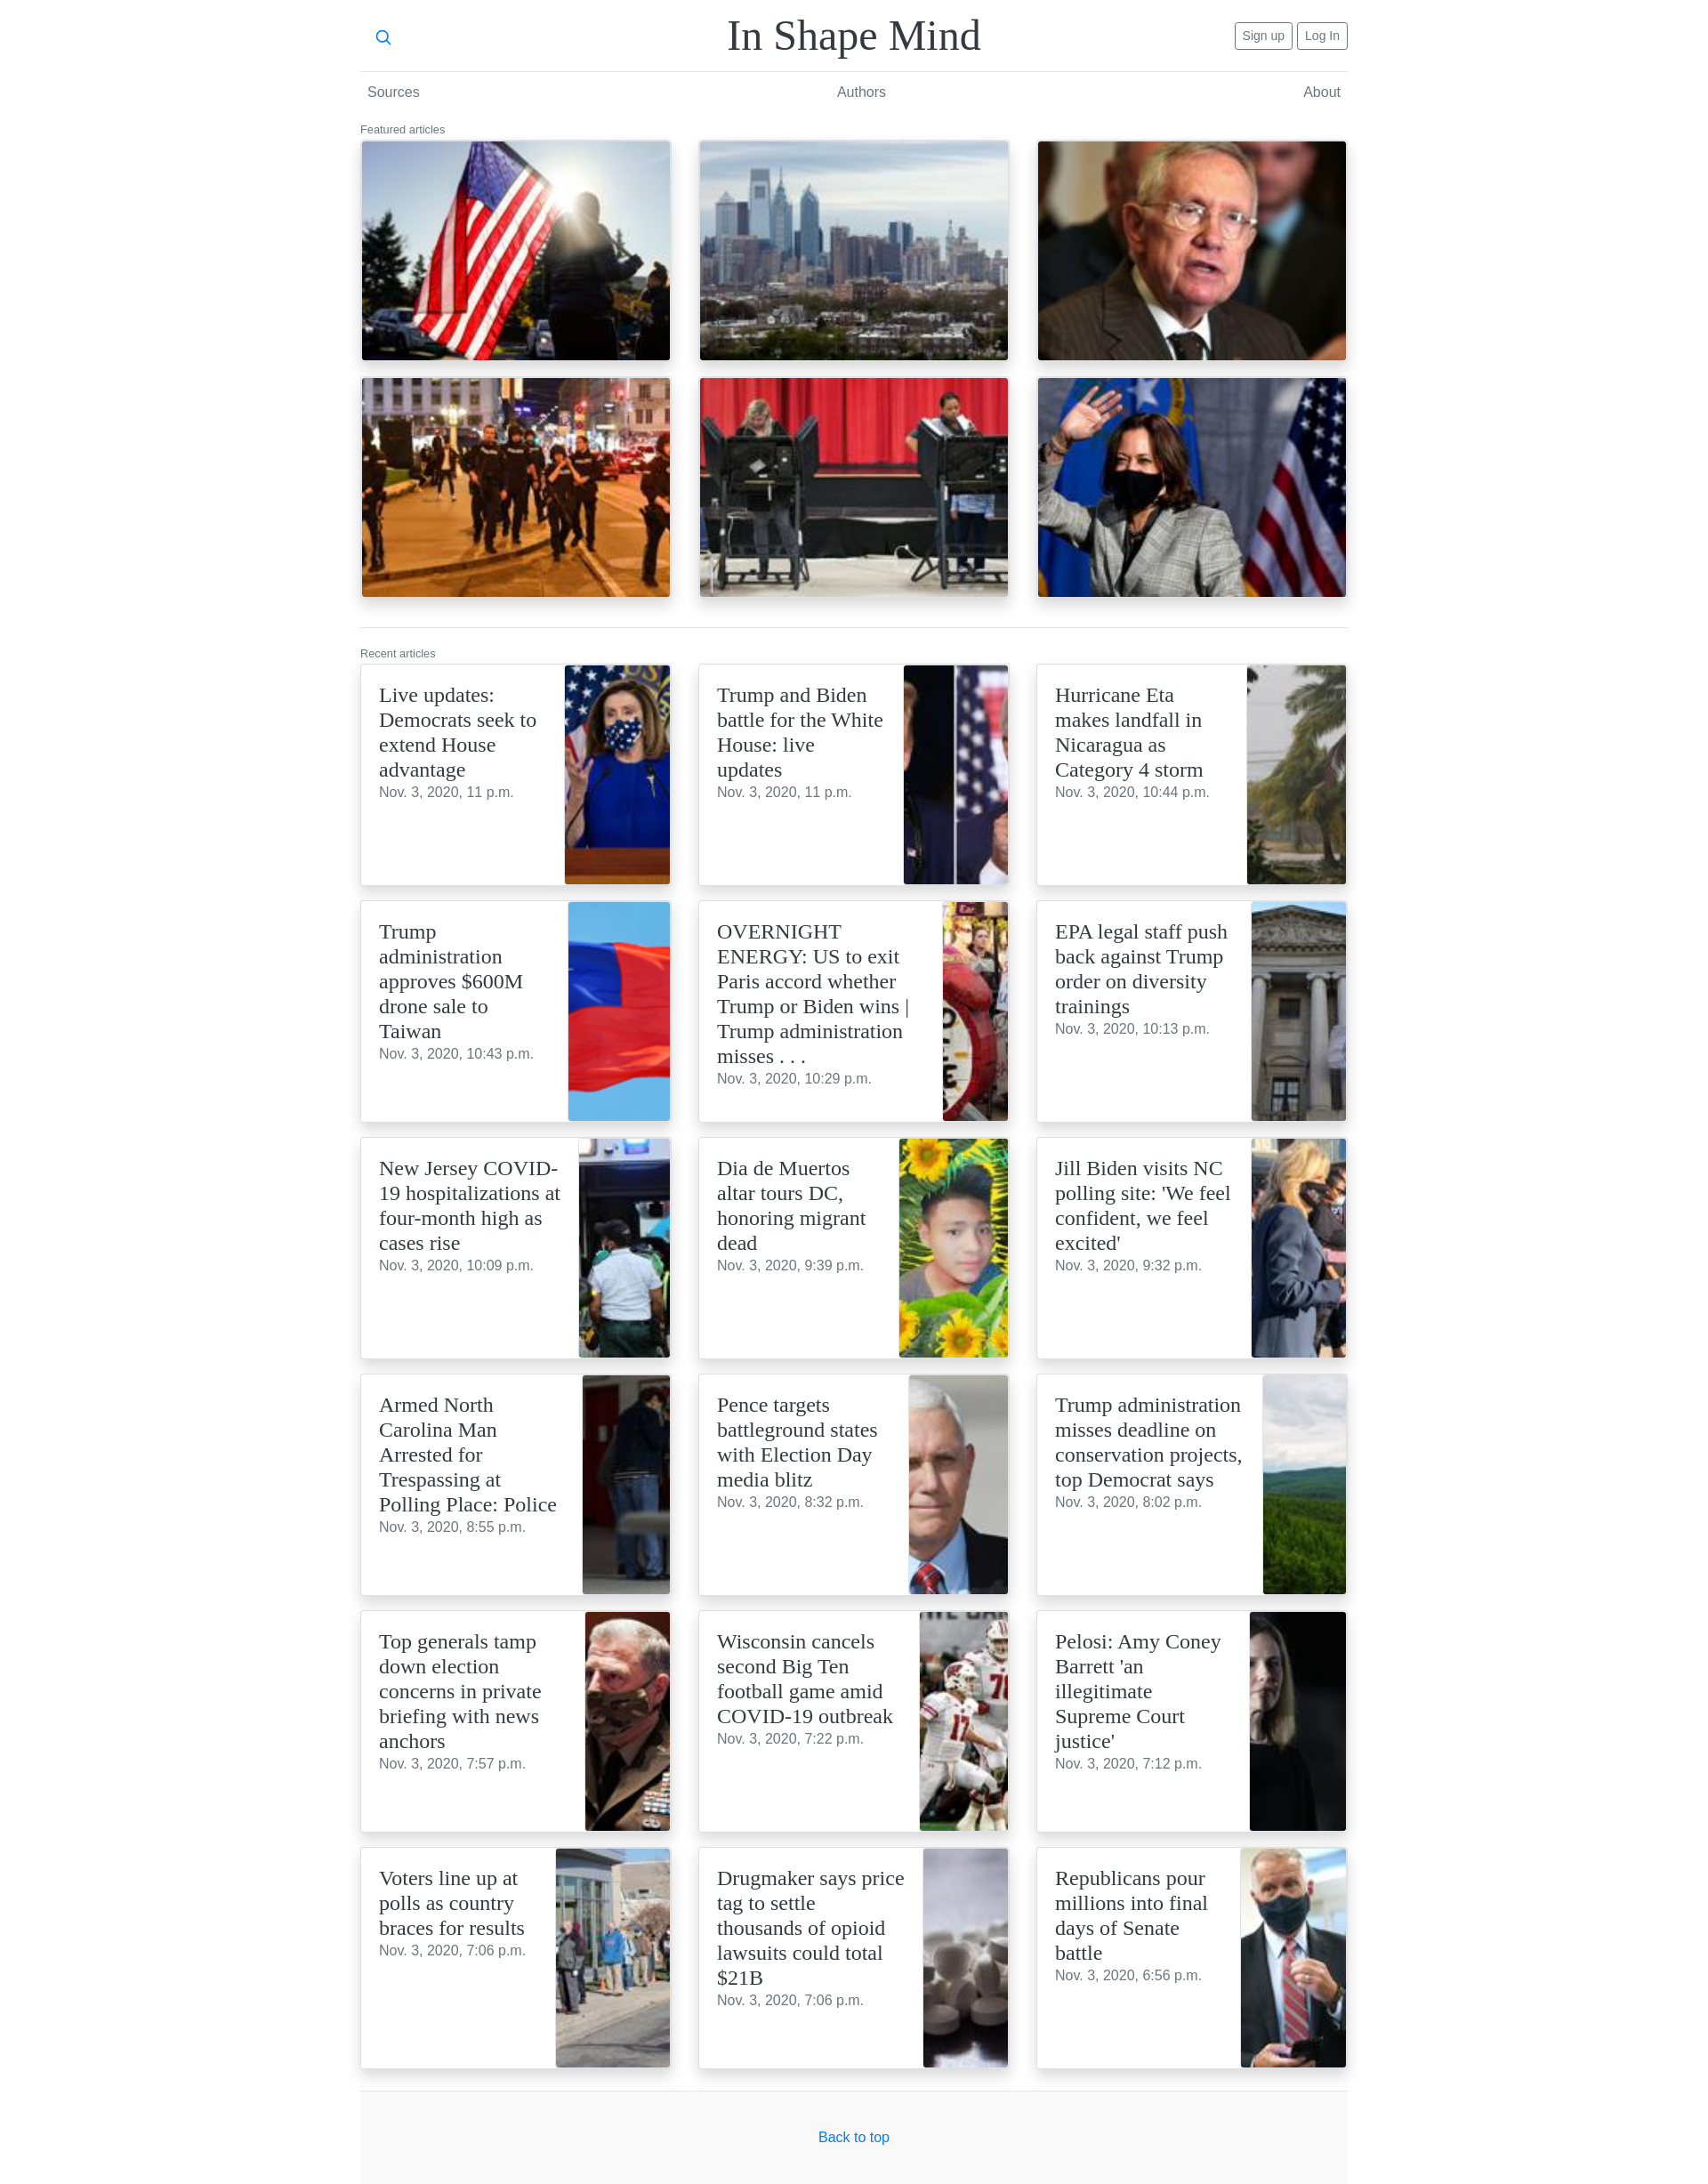 In Shape Mind
Sign up
Log In
Sources
Authors
About
Featured articles
Recent articles
Live updates:
Democrats seek to
extend House
advantage
Nov. 3, 2020, 11 p.m.
Trump and Biden
battle for the White
House: live
updates
Nov. 3, 2020, 11 p.m.
Hurricane Eta
makes landfall in
Nicaragua as
Category 4 storm
Nov. 3, 2020, 10:44 p.m.
Trump
administration
approves $600M
drone sale to
Taiwan
Nov. 3, 2020, 10:43 p.m.
OVERNIGHT
ENERGY: US to exit
Paris accord whether
Trump or Biden wins |
Trump administration
misses . . .
Nov. 3, 2020, 10:29 p.m.
EPA legal staff push
back against Trump
order on diversity
trainings
Nov. 3, 2020, 10:13 p.m.
New Jersey COVID-
19 hospitalizations at
four-month high as
cases rise
Nov. 3, 2020, 10:09 p.m.
Dia de Muertos
altar tours DC,
honoring migrant
dead
Nov. 3, 2020, 9:39 p.m.
Jill Biden visits NC
polling site: 'We feel
confident, we feel
excited'
Nov. 3, 2020, 9:32 p.m.
Armed North
Carolina Man
Arrested for
Trespassing at
Polling Place: Police
Nov. 3, 2020, 8:55 p.m.
Pence targets
battleground states
with Election Day
media blitz
Nov. 3, 2020, 8:32 p.m.
Trump administration
misses deadline on
conservation projects,
top Democrat says
Nov. 3, 2020, 8:02 p.m.
Top generals tamp
down election
concerns in private
briefing with news
anchors
Nov. 3, 2020, 7:57 p.m.
Wisconsin cancels
second Big Ten
football game amid
COVID-19 outbreak
Nov. 3, 2020, 7:22 p.m.
17
Pelosi: Amy Coney
Barrett 'an
illegitimate
Supreme Court
justice'
Nov. 3, 2020, 7:12 p.m.
Voters line up at
polls as country
braces for results
Nov. 3, 2020, 7:06 p.m.
Drugmaker says price
tag to settle
thousands of opioid
lawsuits could total
$21B
Nov. 3, 2020, 7:06 p.m.
Republicans pour
millions into final
days of Senate
battle
Nov. 3, 2020, 6:56 p.m.
Back to top